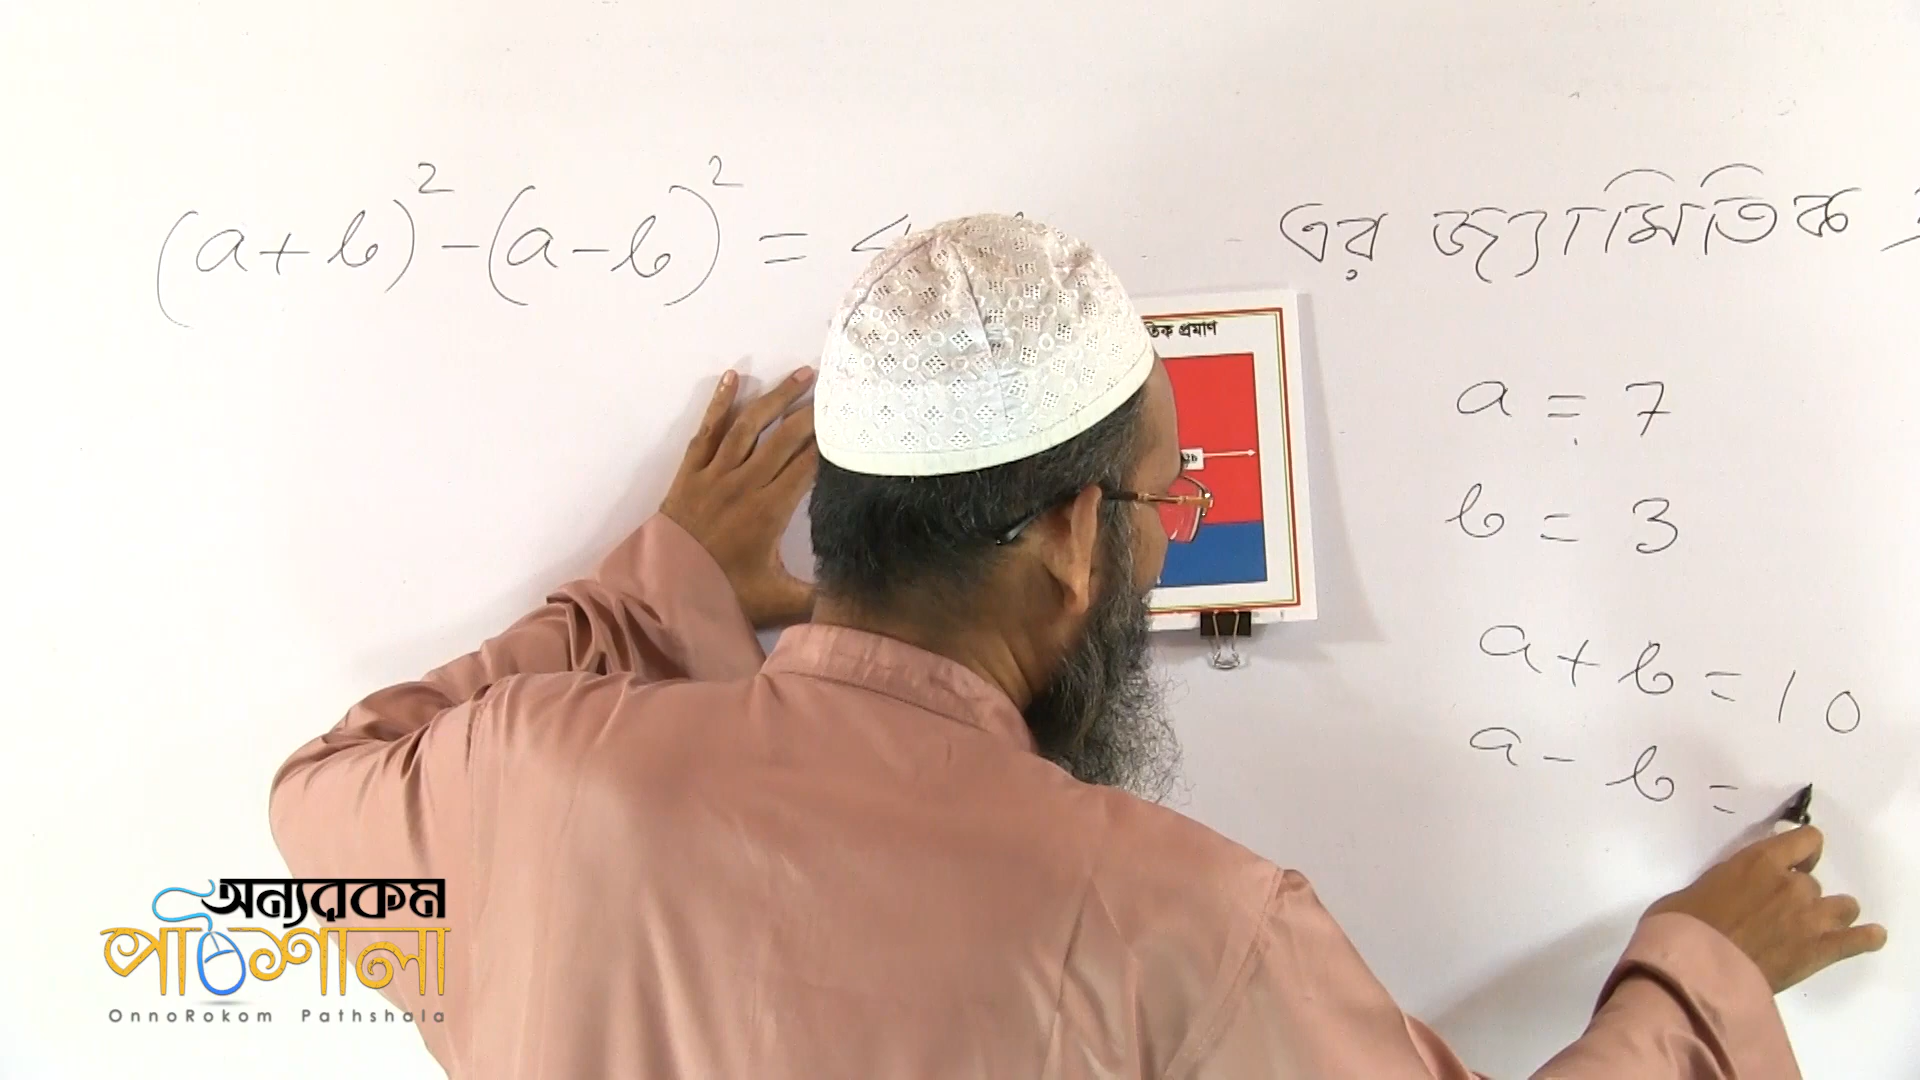 (a+b)² - (a-b)² = 4
এর জ্যামিতিক
তিক প্রমাণ
a = 7
b = 3
a + b = 10
a - b =
অন্যরকম
পাঠশালা
OnnoRokom Pathshala